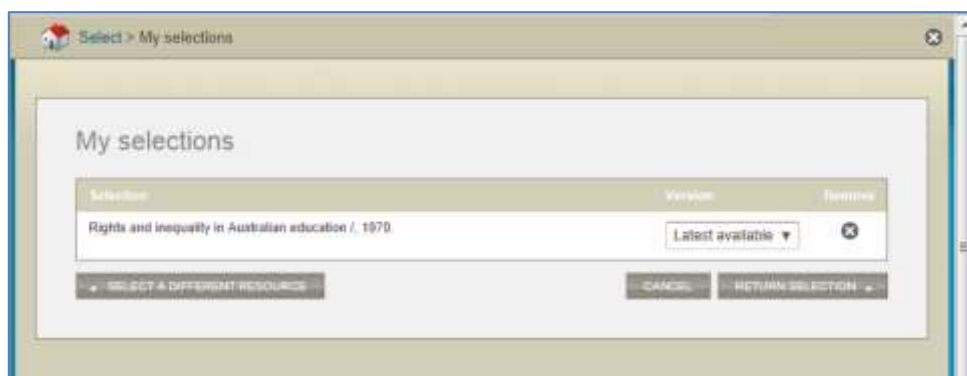 Select > My selections
My selections
Selection Version Remove
Rights and inequality in Australian education /, 1970.
Latest available
SELECT A DIFFERENT RESOURCE CANCEL RETURN SELECTION